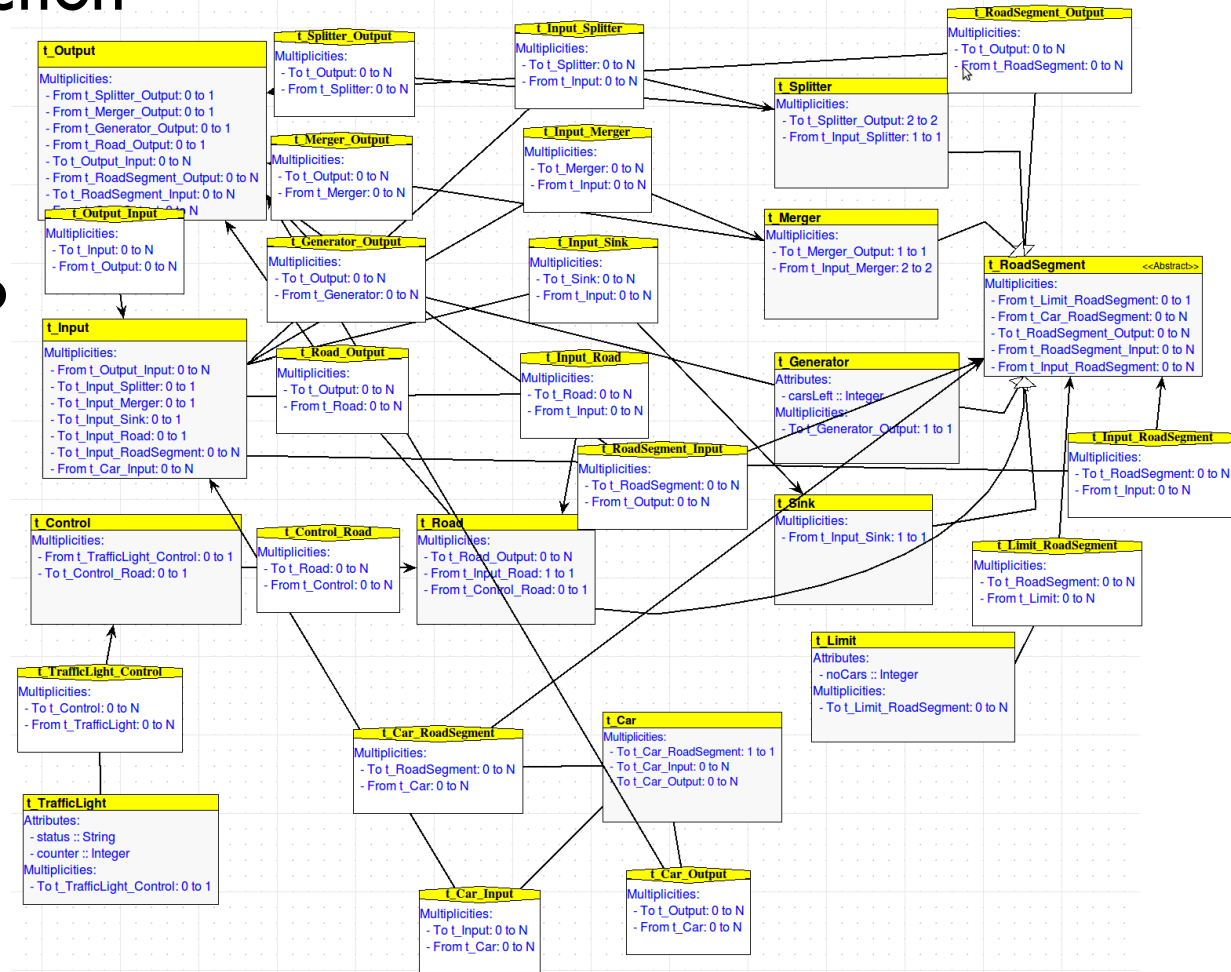 t_Output
Multiplicities:
- From t_Splitter_Output: 0 to 1
- From t_Merger_Output: 0 to 1
- From t_Generator_Output: 0 to 1
- From t_Road_Output: 0 to 1
- To t_Output_Input: 0 to N
- From t_RoadSegment_Output: 0 to N
- To t_RoadSegment_Input: 0 to N
t_Splitter_Output
Multiplicities:
- To t_Output: 0 to N
- From t_Splitter: 0 to N
t_Input_Splitter
Multiplicities:
- To t_Splitter: 0 to N
- From t_Input: 0 to N
t_RoadSegment_Output
Multiplicities:
- To t_Output: 0 to N
- From t_RoadSegment: 0 to N
t_Splitter
Multiplicities:
- To t_Splitter_Output: 2 to 2
- From t_Input_Splitter: 1 to 1
t_Merger_Output
Multiplicities:
- To t_Output: 0 to N
- From t_Merger: 0 to N
t_Input_Merger
Multiplicities:
- To t_Merger: 0 to N
- From t_Input: 0 to N
t_Output_Input
Multiplicities:
- To t_Input: 0 to N
- From t_Output: 0 to N
t_Generator_Output
Multiplicities:
- To t_Output: 0 to N
- From t_Generator: 0 to N
t_Input_Sink
Multiplicities:
- To t_Sink: 0 to N
- From t_Input: 0 to N
t_Merger
Multiplicities:
- To t_Merger_Output: 1 to 1
- From t_Input_Merger: 2 to 2
t_RoadSegment <<Abstract>>
Multiplicities:
- From t_Limit_RoadSegment: 0 to 1
- From t_Car_RoadSegment: 0 to N
- To t_RoadSegment_Output: 0 to N
- From t_RoadSegment_Input: 0 to N
- From t_Input_RoadSegment: 0 to N
t_Input
Multiplicities:
- From t_Output_Input: 0 to N
- To t_Input_Splitter: 0 to 1
- To t_Input_Merger: 0 to 1
- To t_Input_Sink: 0 to 1
- To t_Input_Road: 0 to 1
- To t_Input_RoadSegment: 0 to N
- From t_Car_Input: 0 to N
t_Road_Output
Multiplicities:
- To t_Output: 0 to N
- From t_Road: 0 to N
t_Input_Road
Multiplicities:
- To t_Road: 0 to N
- From t_Input: 0 to N
t_Generator
Attributes:
- carsLeft :: Integer
Multiplicities:
- To t_Generator_Output: 1 to 1
t_RoadSegment_Input
Multiplicities:
- To t_RoadSegment: 0 to N
- From t_Output: 0 to N
t_Input_RoadSegment
Multiplicities:
- To t_RoadSegment: 0 to N
- From t_Input: 0 to N
t_Sink
Multiplicities:
- From t_Input_Sink: 1 to 1
t_Control
Multiplicities:
- From t_TrafficLight_Control: 0 to 1
- To t_Control_Road: 0 to 1
t_Control_Road
Multiplicities:
- To t_Road: 0 to N
- From t_Control: 0 to N
t_Road
Multiplicities:
- To t_Road_Output: 0 to N
- From t_Input_Road: 1 to 1
- From t_Control_Road: 0 to 1
t_Limit_RoadSegment
Multiplicities:
- To t_RoadSegment: 0 to N
- From t_Limit: 0 to N
t_Limit
Attributes:
- noCars :: Integer
Multiplicities:
- To t_Limit_RoadSegment: 0 to N
t_TrafficLight_Control
Multiplicities:
- To t_Control: 0 to N
- From t_TrafficLight: 0 to N
t_Car_RoadSegment
Multiplicities:
- To t_RoadSegment: 0 to N
- From t_Car: 0 to N
t_Car
Multiplicities:
- To t_Car_RoadSegment: 1 to 1
- To t_Car_Input: 0 to N
- To t_Car_Output: 0 to N
t_TrafficLight
Attributes:
- status :: String
- counter :: Integer
Multiplicities:
- To t_TrafficLight_Control: 0 to 1
t_Car_Input
Multiplicities:
- To t_Input: 0 to N
- From t_Car: 0 to N
t_Car_Output
Multiplicities:
- To t_Output: 0 to N
- From t_Car: 0 to N